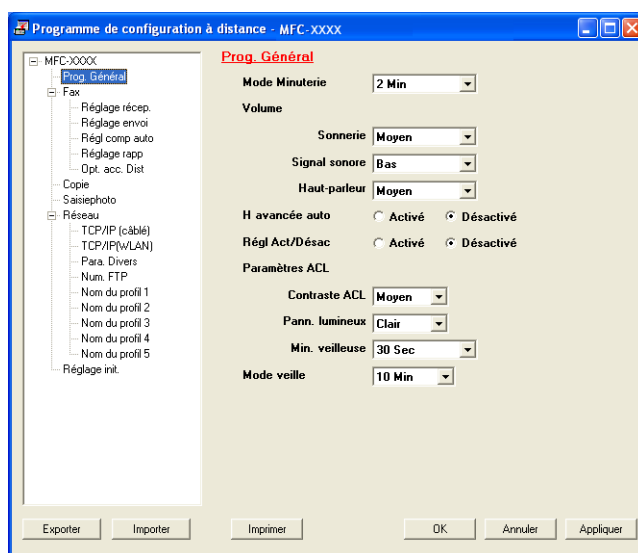 Programme de configuration à distance - MFC-XXXX
MFC-XXXX
Prog. Général
Fax
Réglage récep.
Réglage envoi
Régl comp auto
Réglage rapp
Opt. acc. Dist
Copie
Saisiephoto
Réseau
TCP/IP (câblé)
TCP/IP(WLAN)
Para. Divers
Num. FTP
Nom du profil 1
Nom du profil 2
Nom du profil 3
Nom du profil 4
Nom du profil 5
Réglage init.
Prog. Général
Mode Minuterie 2 Min
Volume
Sonnerie Moyen
Signal sonore Bas
Haut-parleur Moyen
H avancée auto Activé Désactivé
Régl Act/Désac Activé Désactivé
Paramètres ACL
Contraste ACL Moyen
Pann. lumineux Clair
Min. veilleuse 30 Sec
Mode veille 10 Min
Exporter Importer Imprimer OK Annuler Appliquer